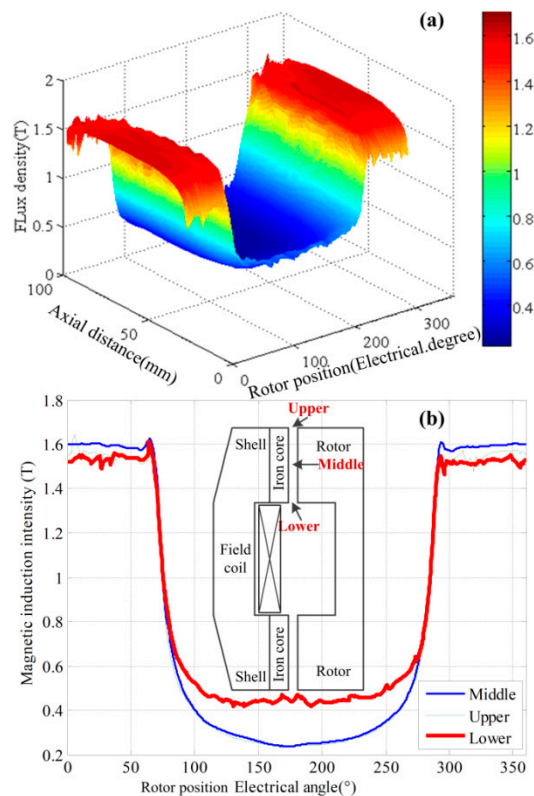 (a)
2
1.5
1
0.5
0
FLux density(T)
100
50
0
Axial distance(mm)
0
100
200
300
Rotor position(Electrical.degree)
1.6
1.4
1.2
1
0.8
0.6
0.4
(b)
1.8
1.6
1.4
1.2
1
0.8
0.6
0.4
0.2
Magnetic induction intensity (T)
Upper
Shell
Iron core
Rotor
Middle
Lower
Field
coil
Shell
Iron core
Rotor
Middle
Upper
Lower
0
50
100
150
200
250
300
350
Rotor position Electrical angle(°)